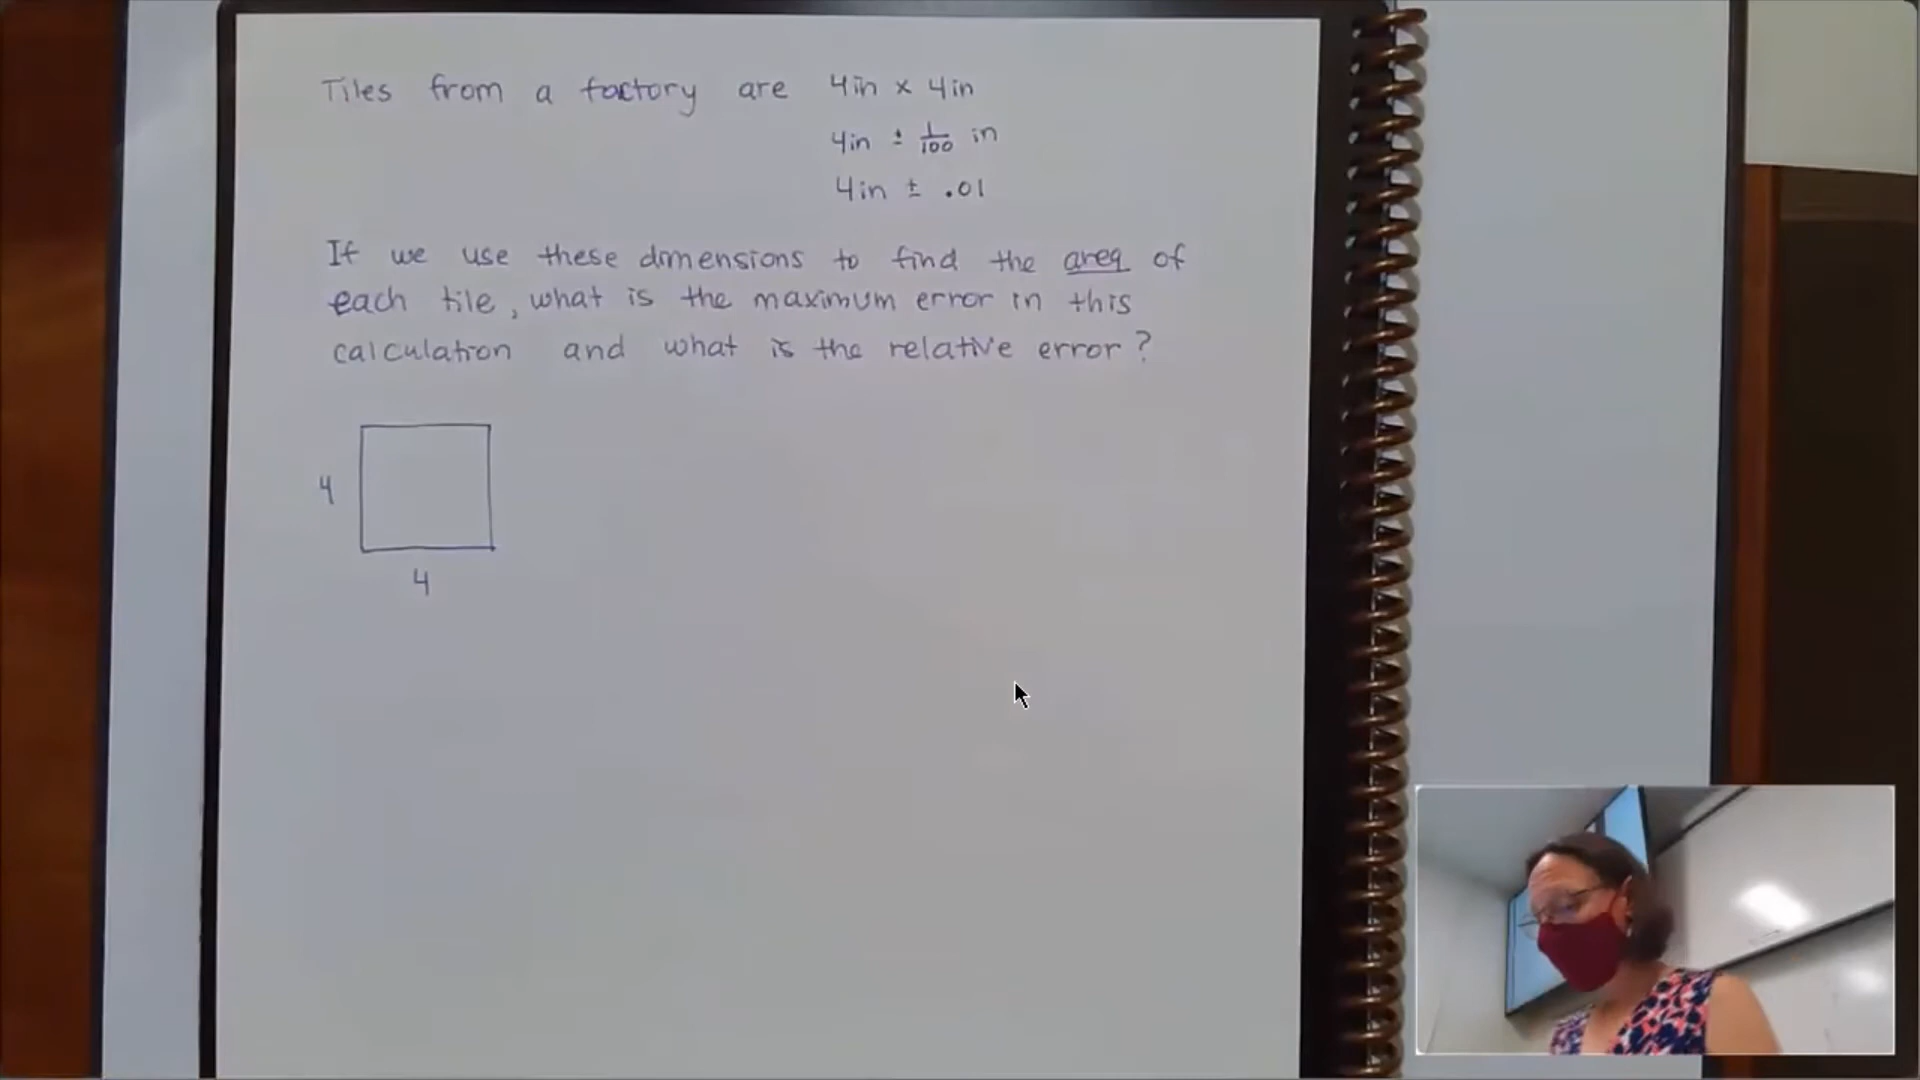 Tiles from a factory are 4in x 4in
4in ± 1/100 in
4in ± .01
If we use these dimensions to find the area of
each tile, what is the maximum error in this
calculation and what is the relative error?
4
4